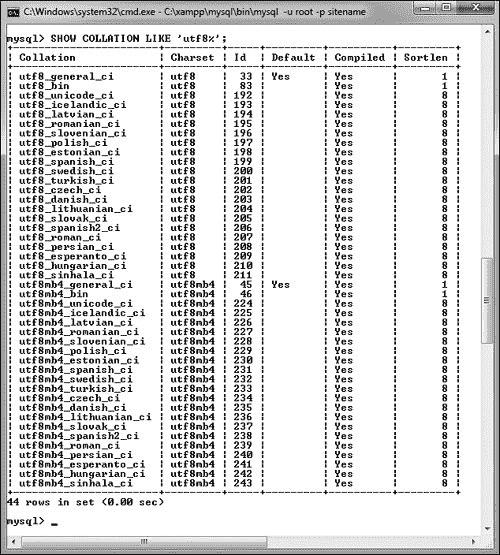 C:\Windows\system32\cmd.exe - C:\xampp\mysql\bin\mysql -u root -p sitename
mysql> SHOW COLLATION LIKE 'utf8%';
Collation | Charset | Id | Default | Compiled | Sortlen
utf8_general_ci | utf8 | 33 | Yes | Yes | 1
utf8_bin | utf8 | 83 | | Yes | 1
utf8_unicode_ci | utf8 | 192 | | Yes | 8
utf8_icelandic_ci | utf8 | 193 | | Yes | 8
utf8_latvian_ci | utf8 | 194 | | Yes | 8
utf8_romanian_ci | utf8 | 195 | | Yes | 8
utf8_slovenian_ci | utf8 | 196 | | Yes | 8
utf8_polish_ci | utf8 | 197 | | Yes | 8
utf8_estonian_ci | utf8 | 198 | | Yes | 8
utf8_spanish_ci | utf8 | 199 | | Yes | 8
utf8_swedish_ci | utf8 | 200 | | Yes | 8
utf8_turkish_ci | utf8 | 201 | | Yes | 8
utf8_czech_ci | utf8 | 202 | | Yes | 8
utf8_danish_ci | utf8 | 203 | | Yes | 8
utf8_lithuanian_ci | utf8 | 204 | | Yes | 8
utf8_slovak_ci | utf8 | 205 | | Yes | 8
utf8_spanish2_ci | utf8 | 206 | | Yes | 8
utf8_roman_ci | utf8 | 207 | | Yes | 8
utf8_persian_ci | utf8 | 208 | | Yes | 8
utf8_esperanto_ci | utf8 | 209 | | Yes | 8
utf8_hungarian_ci | utf8 | 210 | | Yes | 8
utf8_sinhala_ci | utf8 | 211 | | Yes | 8
utf8mb4_general_ci | utf8mb4 | 45 | Yes | Yes | 1
utf8mb4_bin | utf8mb4 | 46 | | Yes | 1
utf8mb4_unicode_ci | utf8mb4 | 224 | | Yes | 8
utf8mb4_icelandic_ci | utf8mb4 | 225 | | Yes | 8
utf8mb4_latvian_ci | utf8mb4 | 226 | | Yes | 8
utf8mb4_romanian_ci | utf8mb4 | 227 | | Yes | 8
utf8mb4_slovenian_ci | utf8mb4 | 228 | | Yes | 8
utf8mb4_polish_ci | utf8mb4 | 229 | | Yes | 8
utf8mb4_estonian_ci | utf8mb4 | 230 | | Yes | 8
utf8mb4_spanish_ci | utf8mb4 | 231 | | Yes | 8
utf8mb4_swedish_ci | utf8mb4 | 232 | | Yes | 8
utf8mb4_turkish_ci | utf8mb4 | 233 | | Yes | 8
utf8mb4_czech_ci | utf8mb4 | 234 | | Yes | 8
utf8mb4_danish_ci | utf8mb4 | 235 | | Yes | 8
utf8mb4_lithuanian_ci | utf8mb4 | 236 | | Yes | 8
utf8mb4_slovak_ci | utf8mb4 | 237 | | Yes | 8
utf8mb4_spanish2_ci | utf8mb4 | 238 | | Yes | 8
utf8mb4_roman_ci | utf8mb4 | 239 | | Yes | 8
utf8mb4_persian_ci | utf8mb4 | 240 | | Yes | 8
utf8mb4_esperanto_ci | utf8mb4 | 241 | | Yes | 8
utf8mb4_hungarian_ci | utf8mb4 | 242 | | Yes | 8
utf8mb4_sinhala_ci | utf8mb4 | 243 | | Yes | 8
44 rows in set (0.00 sec)
mysql> _